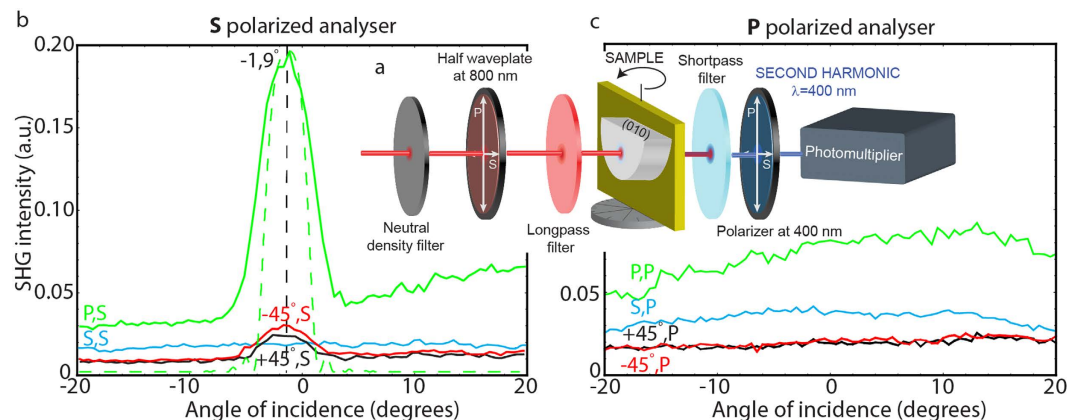 b
S polarized analyser
c
P polarized analyser
0.20
0.15
0.10
0.05
0
SHG intensity (a.u.)
-1,9°
P,S
S,S
-45°,S
+45°,S
-20
-10
0
10
20
Angle of incidence (degrees)
a
Half waveplate
at 800 nm
P
S
Neutral
density filter
Longpass
filter
SAMPLE
(010)
Shortpass
filter
SECOND HARMONIC
λ=400 nm
P
S
Polarizer at 400 nm
Photomultiplier
0.05
0
P,P
S,P
+45°,P
-45°,P
-20
-10
0
10
20
Angle of incidence (degrees)